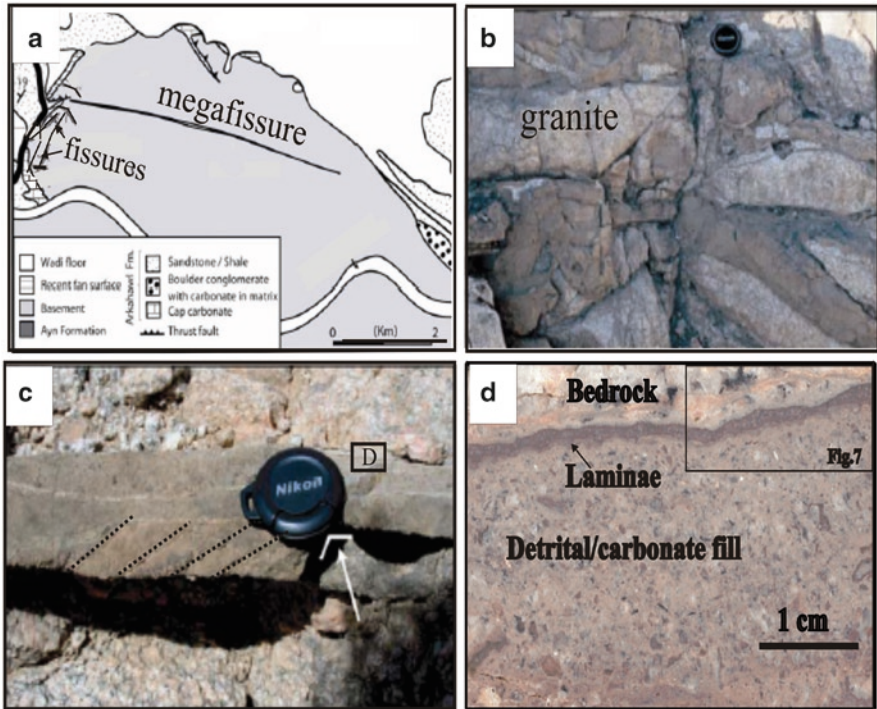 a
megafissure
fissures
Wadi floor
Recent fan surface
Basement
Ayn Formation
Arkahawl Fm.
Sandstone / Shale
Boulder conglomerate
with carbonate in matrix
Cap carbonate
Thrust fault
0 (Km) 2
b
granite
c
D
Nikon
d
Bedrock
Fig.7
Laminae
Detrital/carbonate fill
1 cm